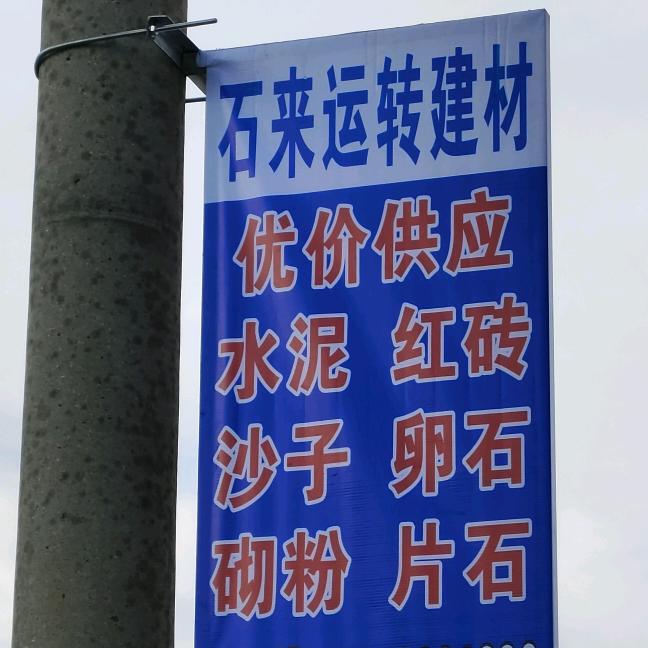 石来运转建材
优价供应
水泥 红砖
沙子 卵石
砌粉 片石